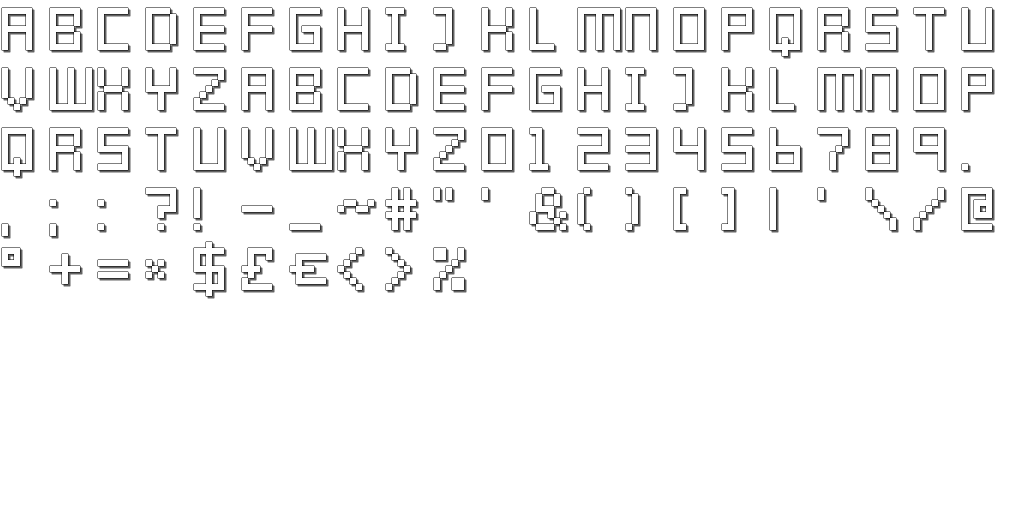 ABCDEFGHIJKLMNOPQRSTU
VWXYZABCDEFGHIJKLMNOP
QRSTUVWXYZ0123456789.
,;:?!-_~#"'&()[]|'\/@
°+=*$£€<>%